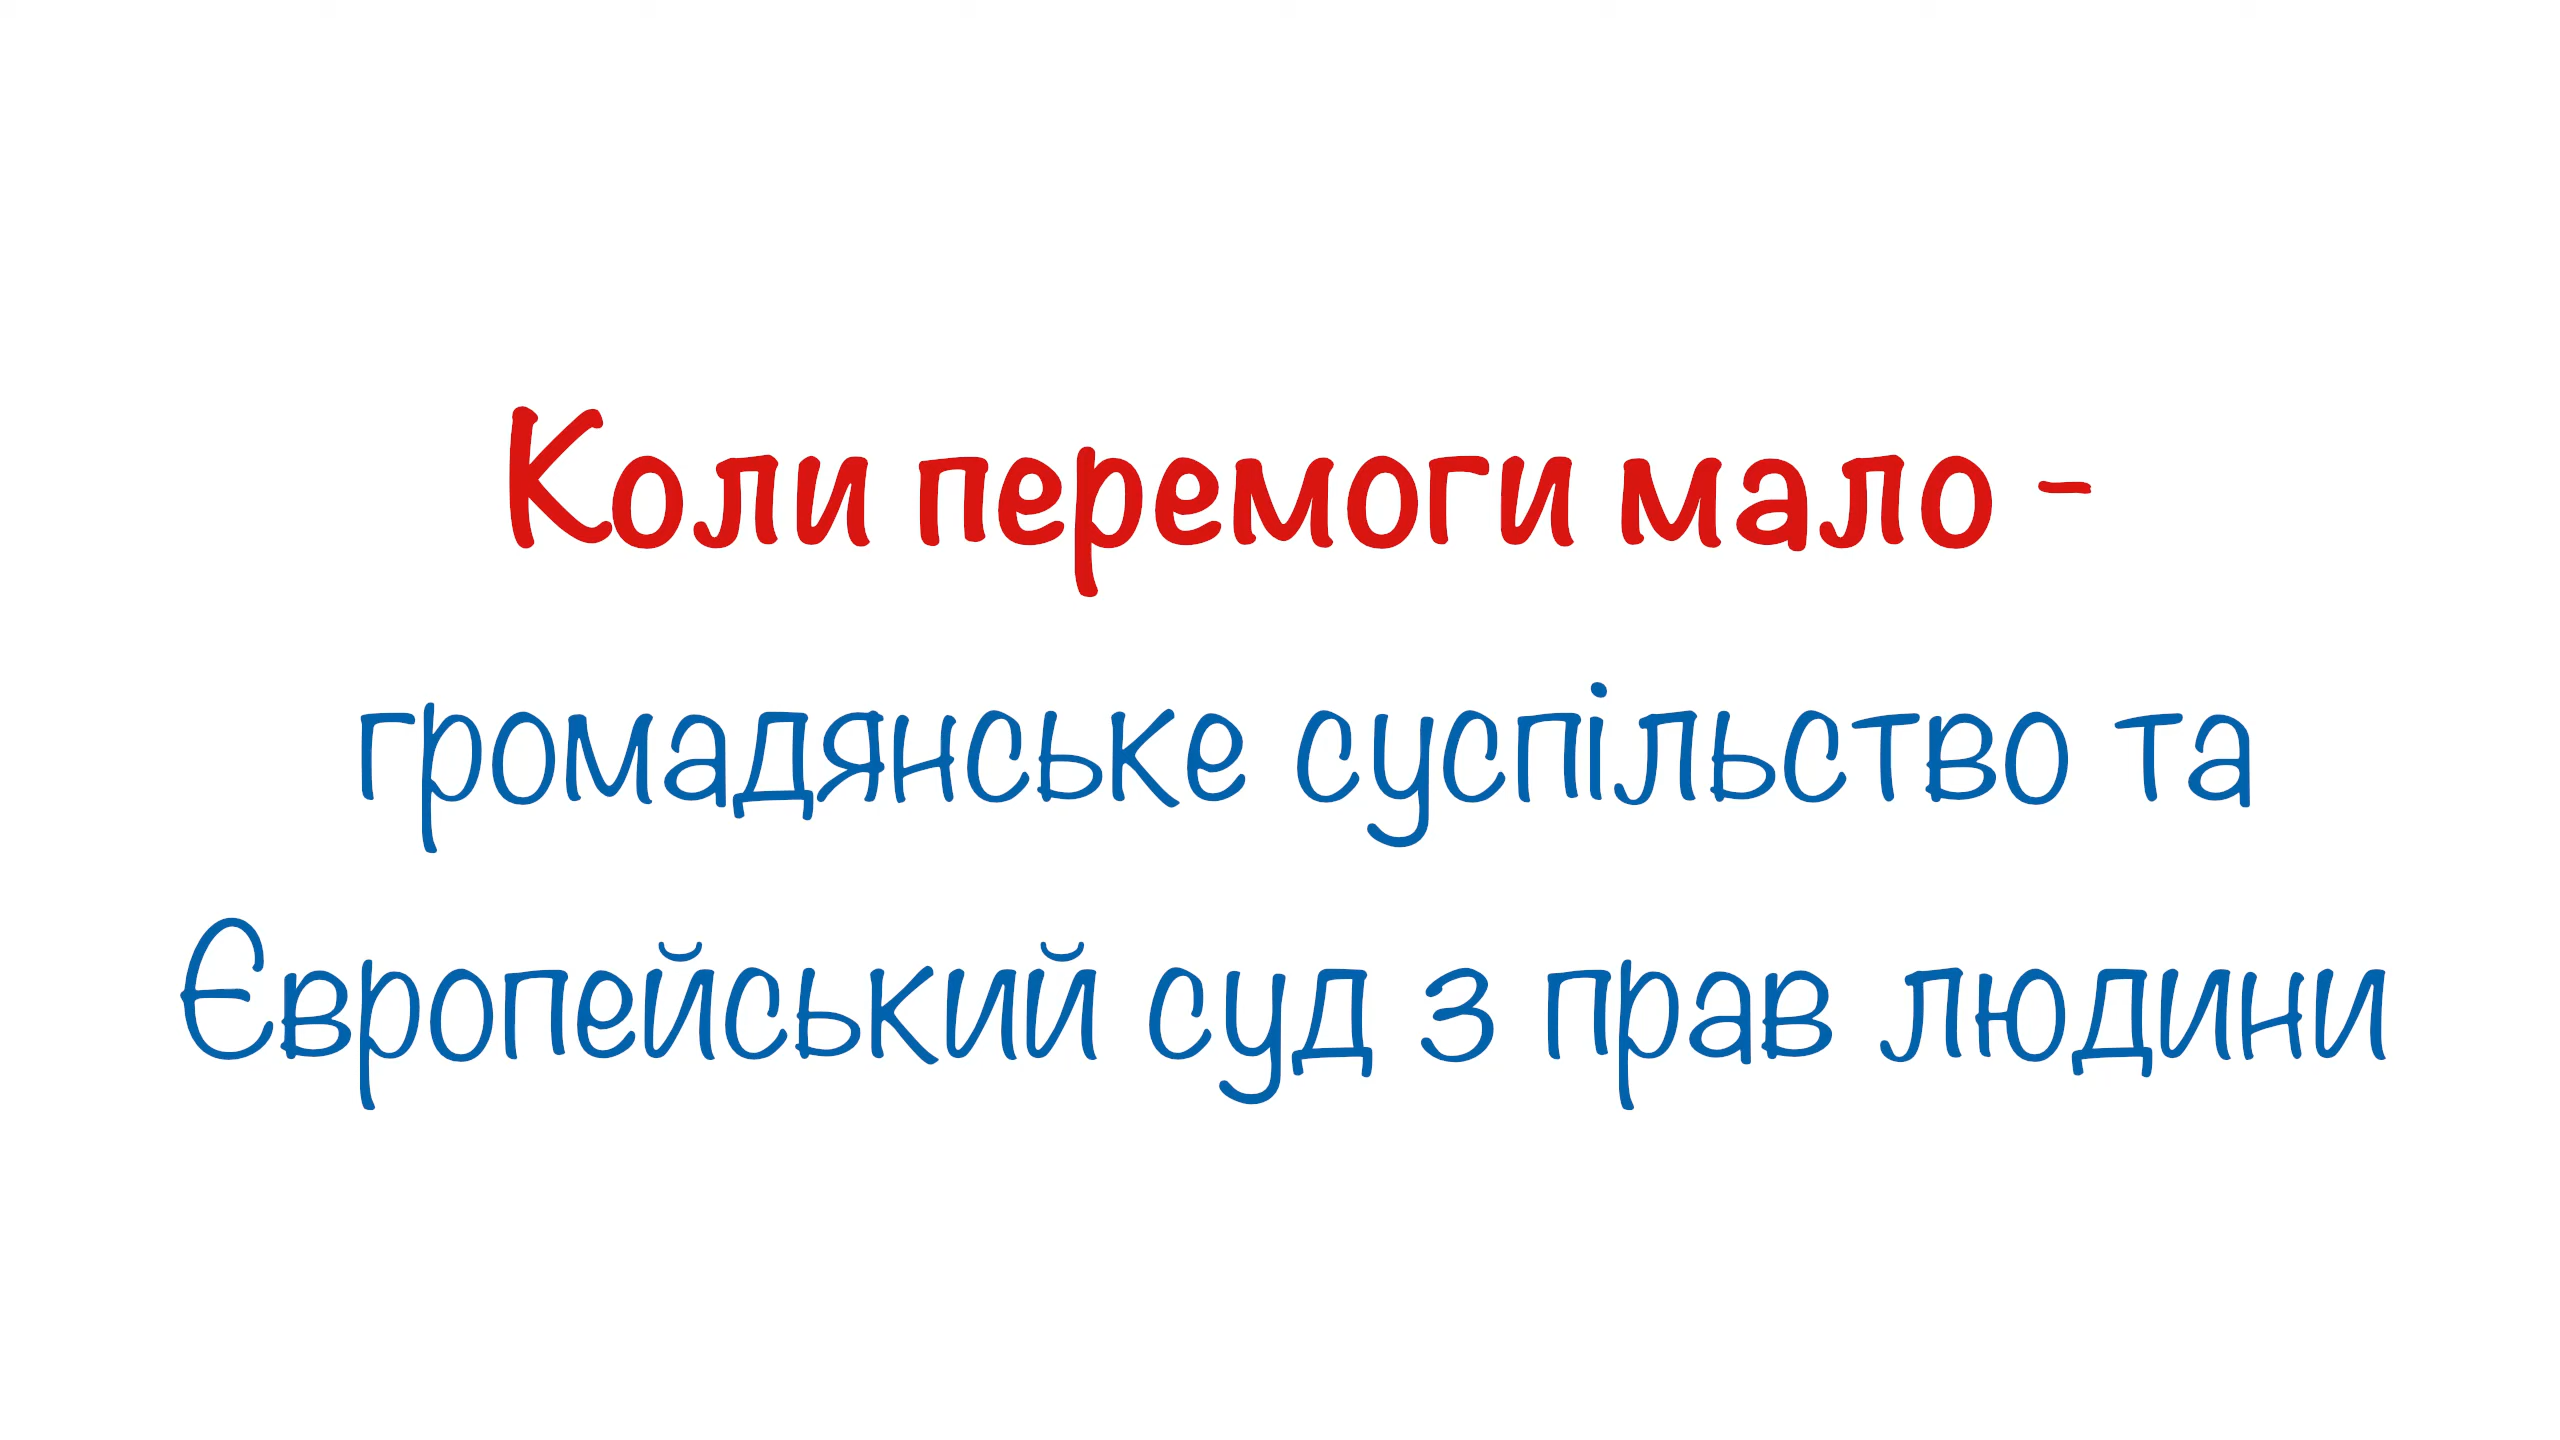 Коли перемоги мало -
громадянське суспільство та
Європейський суд з прав людини